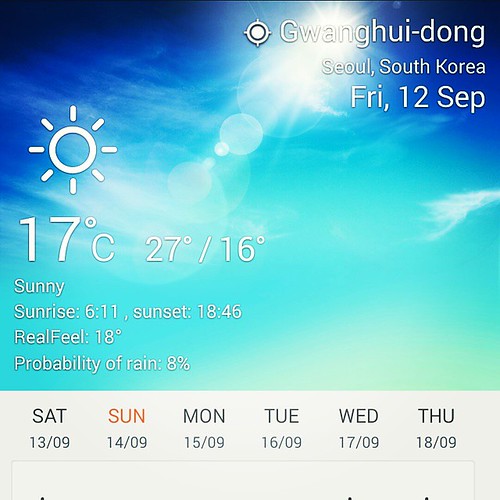 Gwanghui-dong
Seoul, South Korea
Fri, 12 Sep
17°C 27° / 16°
Sunny
Sunrise: 6:11 , sunset: 18:46
RealFeel: 18°
Probability of rain: 8%
SAT SUN MON TUE WED THU
13/09 14/09 15/09 16/09 17/09 18/09